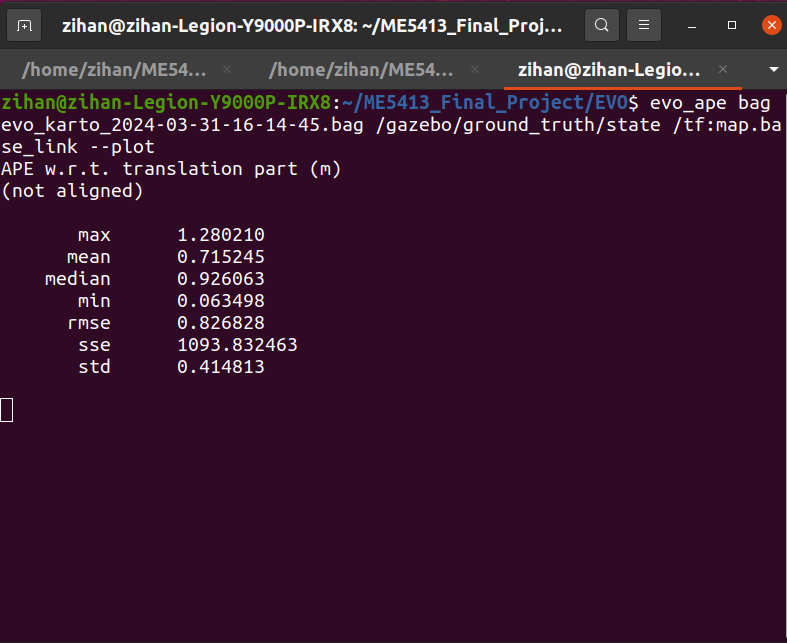 zihan@zihan-Legion-Y9000P-IRX8: ~/ME5413_Final_Proj...
/home/zihan/ME54... × /home/zihan/ME54... × zihan@zihan-Legio... ×
zihan@zihan-Legion-Y9000P-IRX8:~/ME5413_Final_Project/EVO$ evo_ape bag
evo_karto_2024-03-31-16-14-45.bag /gazebo/ground_truth/state /tf:map.ba
se_link --plot
APE w.r.t. translation part (m)
(not aligned)
max 1.280210
mean 0.715245
median 0.926063
min 0.063498
rmse 0.826828
sse 1093.832463
std 0.414813